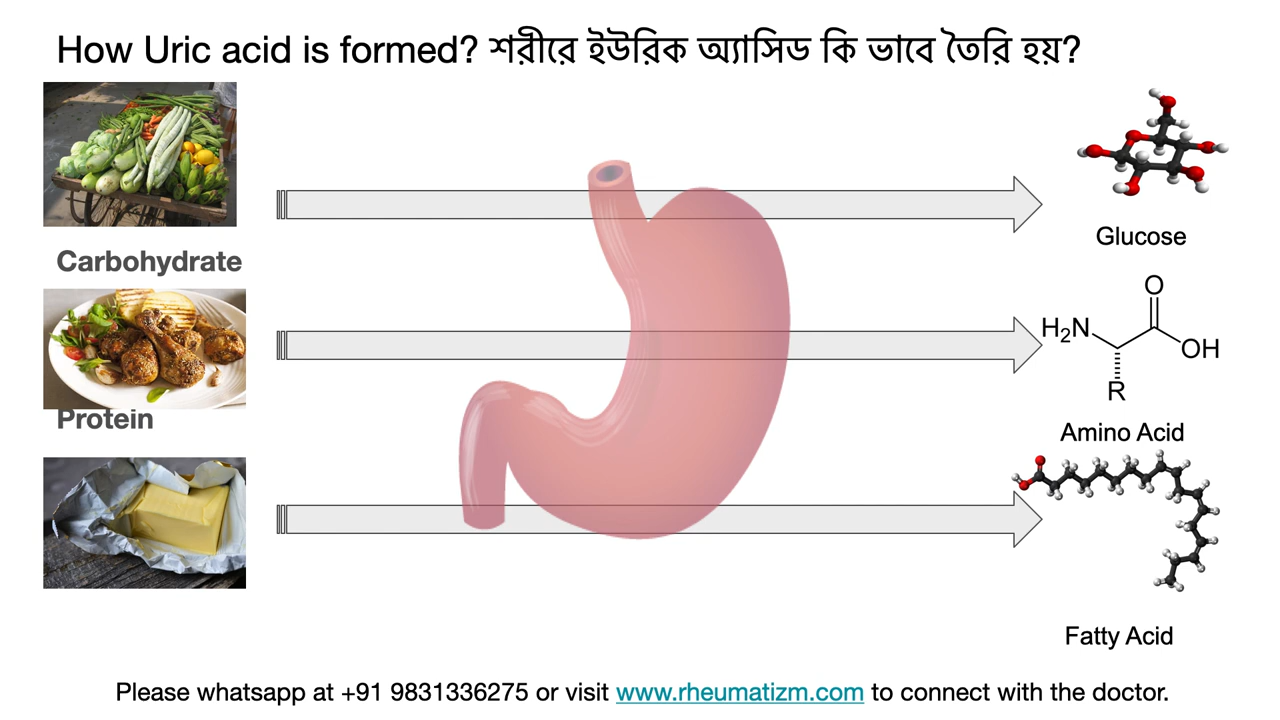 How Uric acid is formed? শরীরে ইউরিক অ্যাসিড কি ভাবে তৈরি হয়?
Carbohydrate
Glucose
Protein
O
H₂N
OH
R
Amino Acid
Fatty Acid
Please whatsapp at +91 9831336275 or visit www.rheumatizm.com to connect with the doctor.